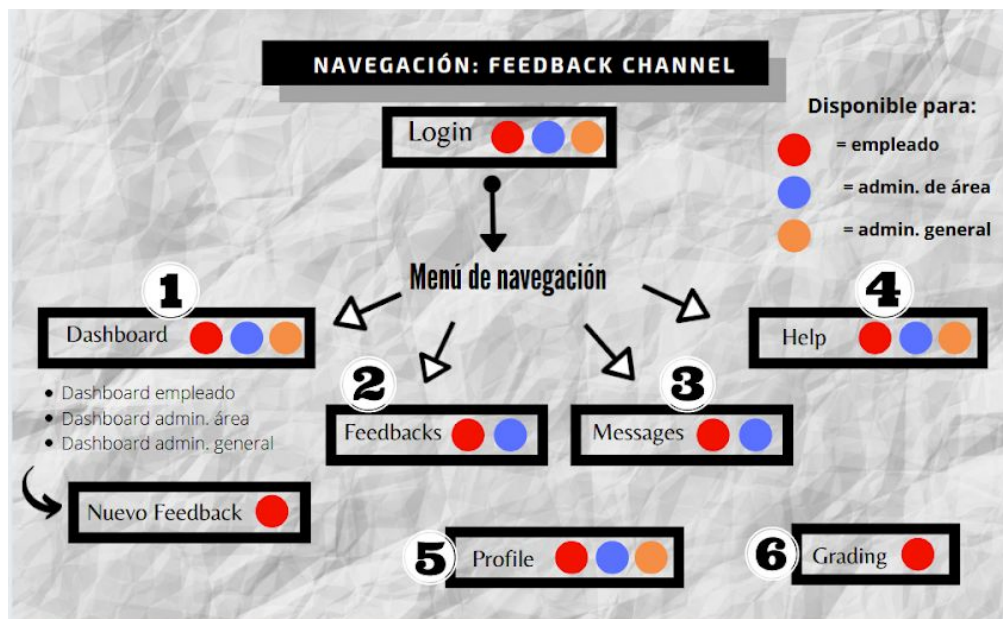 NAVEGACIÓN: FEEDBACK CHANNEL
Login
Disponible para:
= empleado
= admin. de área
= admin. general
Menú de navegación
1
Dashboard
4
Help
• Dashboard empleado
• Dashboard admin. área
• Dashboard admin. general
2
Feedbacks
3
Messages
Nuevo Feedback
5
Profile
6
Grading